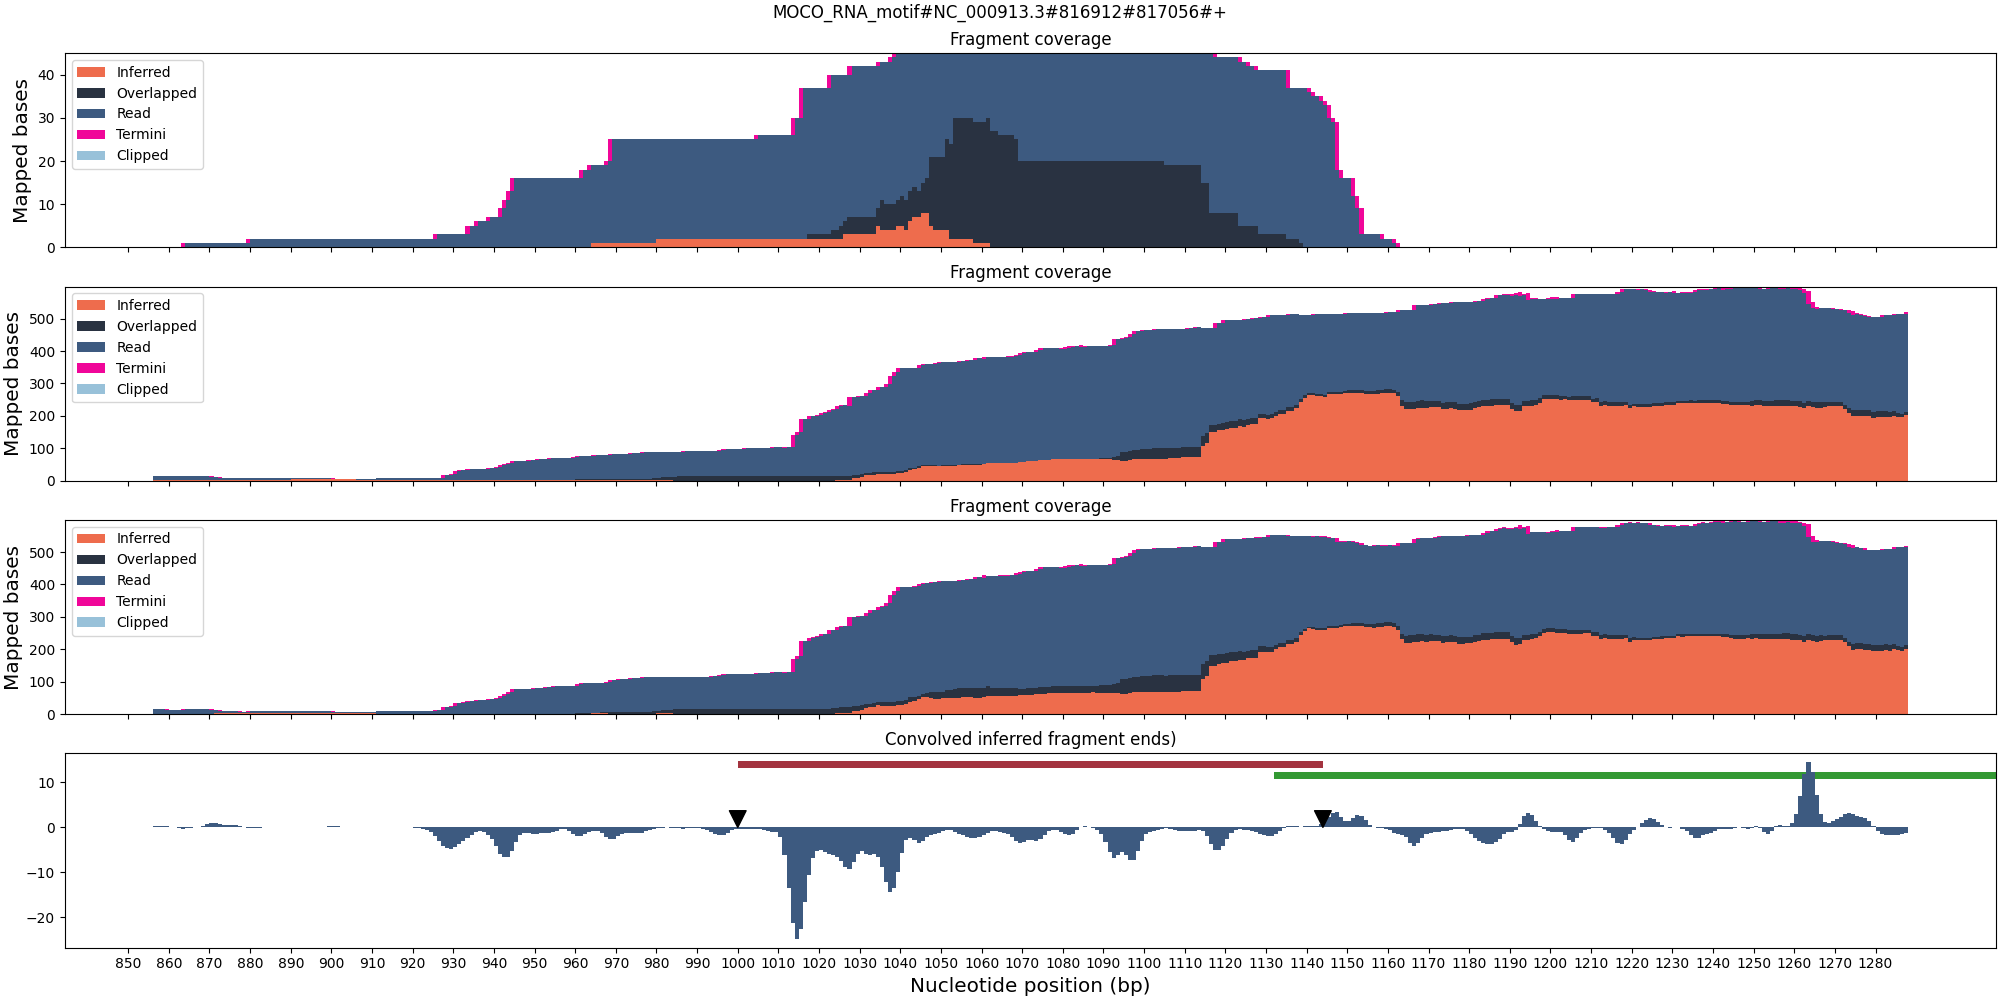 MOCO_RNA_motif#NC_000913.3#816912#817056#+
Fragment coverage
Mapped bases
40
30
20
10
0
Inferred
Overlapped
Read
Termini
Clipped
Fragment coverage
Mapped bases
500
400
300
200
100
0
Inferred
Overlapped
Read
Termini
Clipped
Fragment coverage
Mapped bases
500
400
300
200
100
0
Inferred
Overlapped
Read
Termini
Clipped
Convolved inferred fragment ends)
10
0
−10
−20
850 860 870 880 890 900 910 920 930 940 950 960 970 980 990 1000 1010 1020 1030 1040 1050 1060 1070 1080 1090 1100 1110 1120 1130 1140 1150 1160 1170 1180 1190 1200 1210 1220 1230 1240 1250 1260 1270 1280
Nucleotide position (bp)